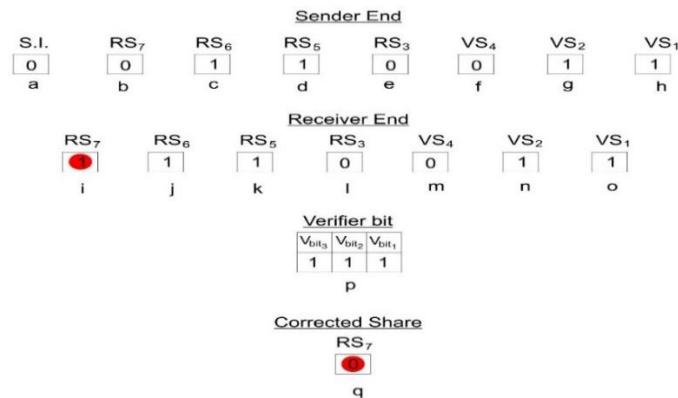 Sender End
S.I. RS₇ RS₆ RS₅ RS₃ VS₄ VS₂ VS₁
0 0 1 1 0 0 1 1
a b c d e f g h
Receiver End
RS₇ RS₆ RS₅ RS₃ VS₄ VS₂ VS₁
1 1 1 0 0 1 1
i j k l m n o
Verifier bit
Vbit₃ Vbit₂ Vbit₁
1 1 1
p
Corrected Share
RS₇
0
q